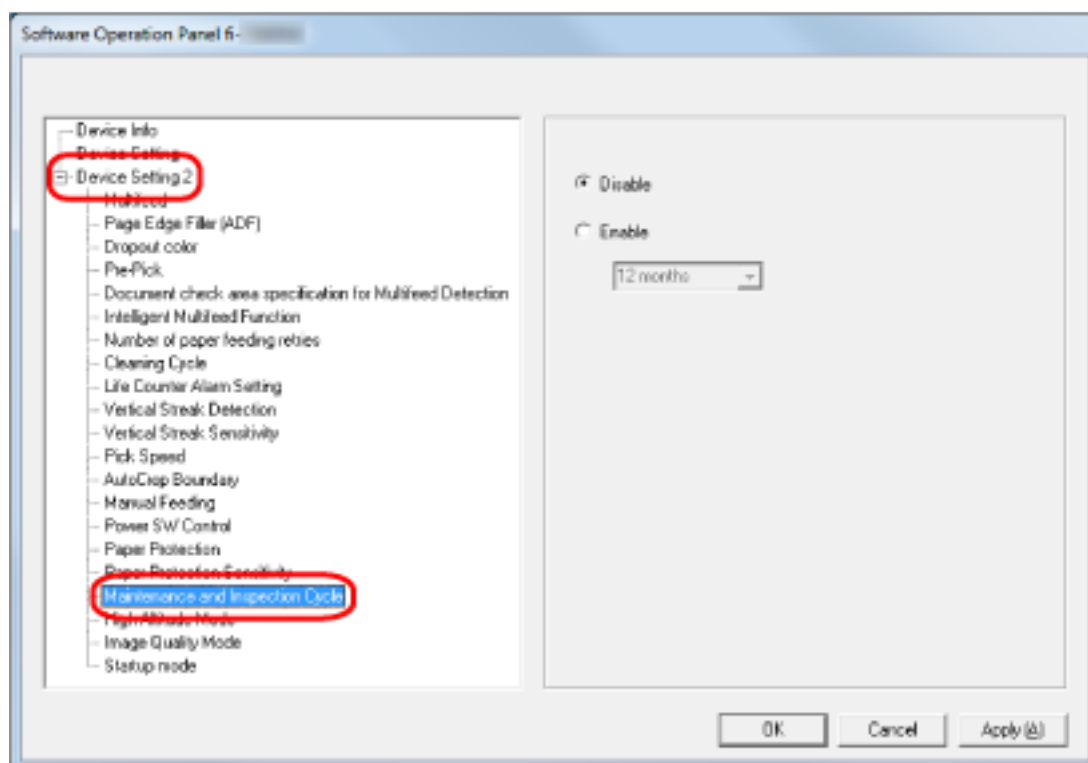 Software Operation Panel fi-
Device Info
Device Setting
Device Setting 2
Multifeed
Page Edge Filler (ADF)
Dropout color
Pre-Pick
Document check area specification for Multifeed Detection
Intelligent Multifeed Function
Number of paper feeding retries
Cleaning Cycle
Life Counter Alarm Setting
Vertical Streak Detection
Vertical Streak Sensitivity
Pick Speed
AutoCrop Boundary
Manual Feeding
Power SW Control
Paper Protection
Paper Protection Sensitivity
Maintenance and Inspection Cycle
High Altitude Mode
Image Quality Mode
Startup mode
Disable
Enable
12 months
OK Cancel Apply (A)